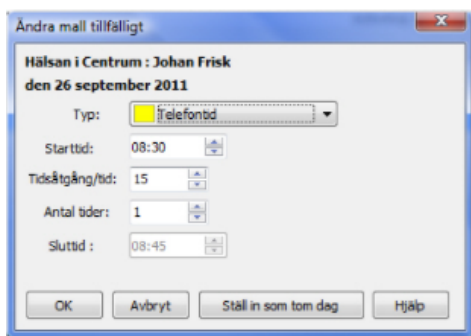 Ändra mall tillfälligt
Hälsan i Centrum : Johan Frisk
den 26 september 2011
Typ: Telefontid
Starttid: 08:30
Tidsåtgång/tid: 15
Antal tider: 1
Sluttid : 08:45
OK Avbryt Ställ in som tom dag Hjälp